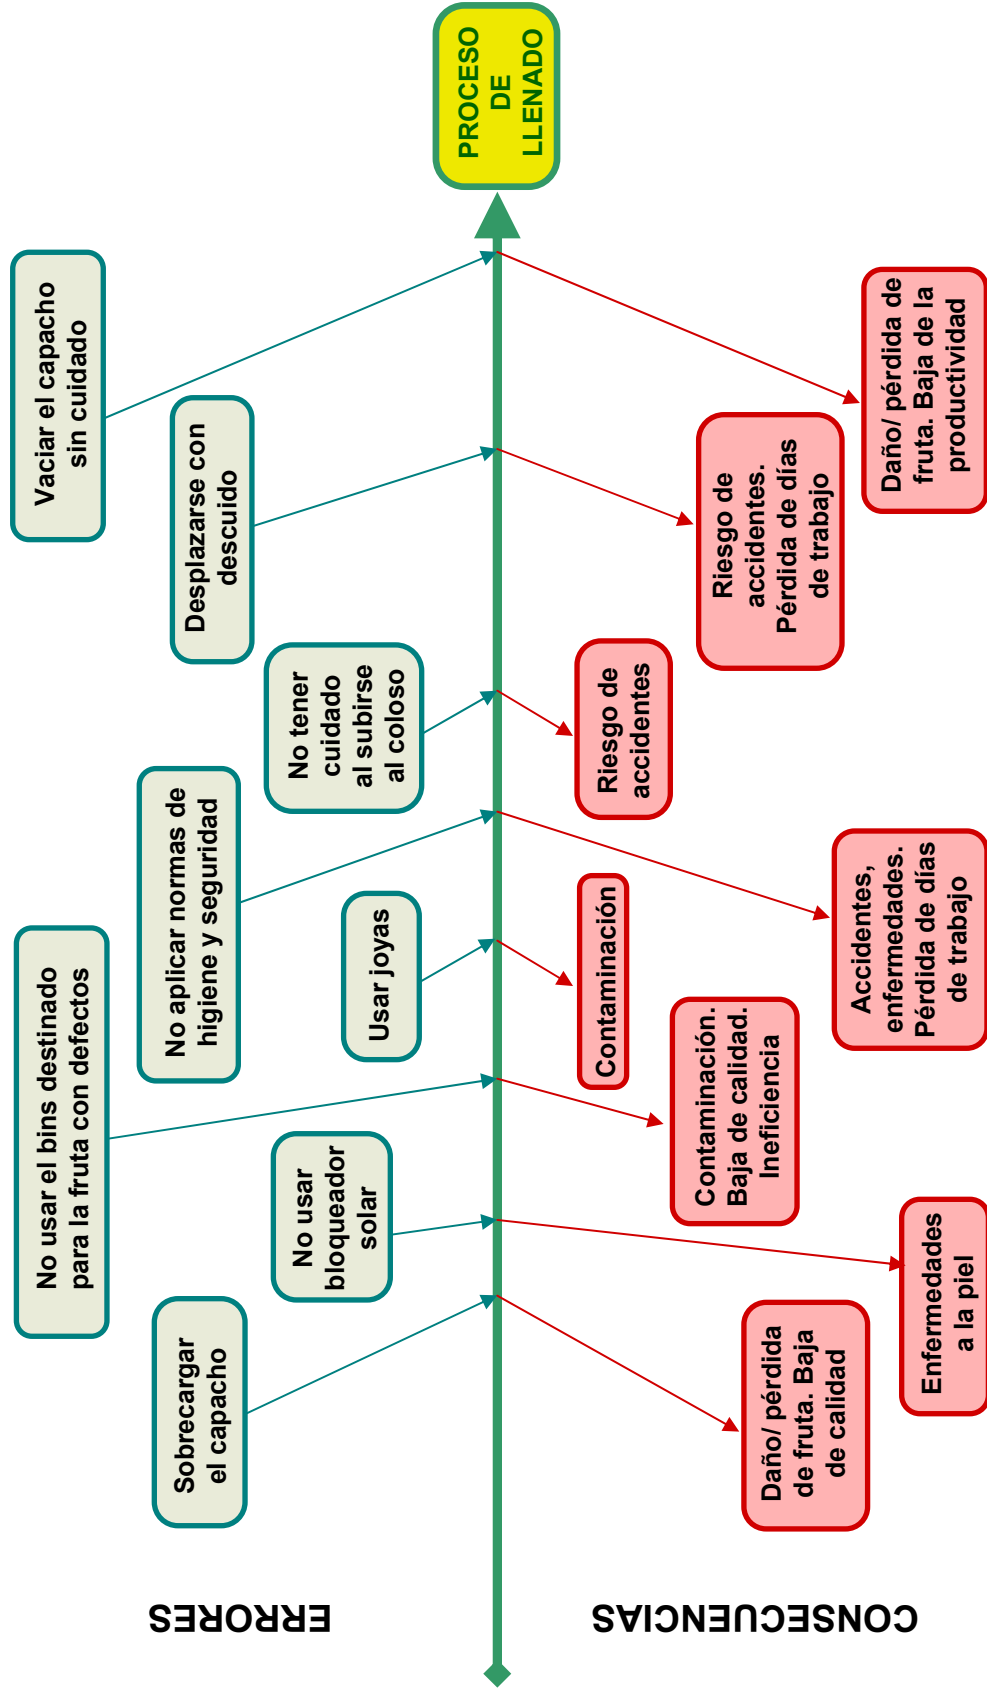 ERRORES
Sobrecargar
el capacho
No usar
bloqueador
solar
No usar el bins destinado
para la fruta con defectos
Usar joyas
No aplicar normas de
higiene y seguridad
No tener
cuidado
al subirse
al coloso
Desplazarse con
descuido
Vaciar el capacho
sin cuidado
PROCESO
DE
LLENADO
CONSECUENCIAS
Daño/ pérdida
de fruta. Baja
de calidad
Enfermedades
a la piel
Contaminación.
Baja de calidad.
Ineficiencia
Contaminación
Accidentes,
enfermedades.
Pérdida de días
de trabajo
Riesgo de
accidentes
Riesgo de
accidentes.
Pérdida de días
de trabajo
Daño/ pérdida de
fruta. Baja de la
productividad